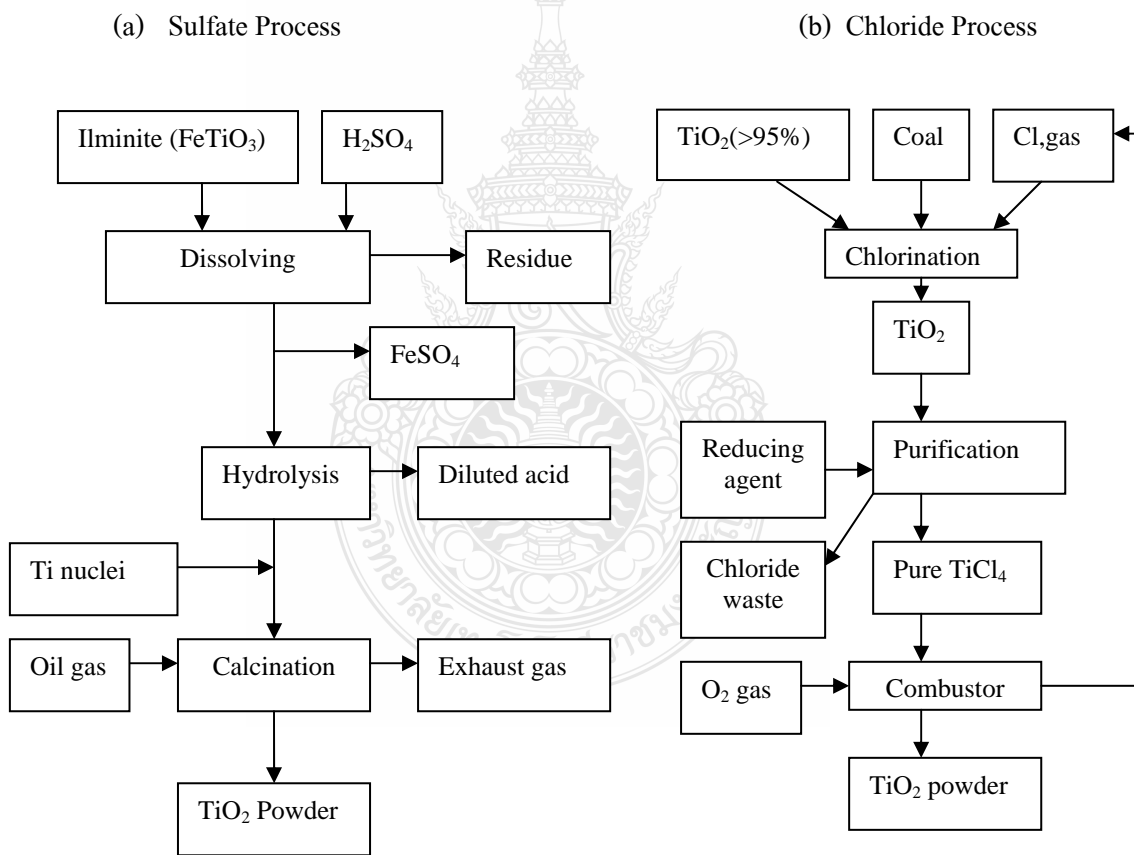 (a) Sulfate Process
Ilminite (FeTiO₃)
H₂SO₄
Dissolving
Residue
FeSO₄
Hydrolysis
Diluted acid
Ti nuclei
Oil gas
Calcination
Exhaust gas
TiO₂ Powder
(b) Chloride Process
TiO₂(>95%)
Coal
Cl,gas
Chlorination
TiO₂
Reducing
agent
Purification
Chloride
waste
Pure TiCl₄
O₂ gas
Combustor
TiO₂ powder